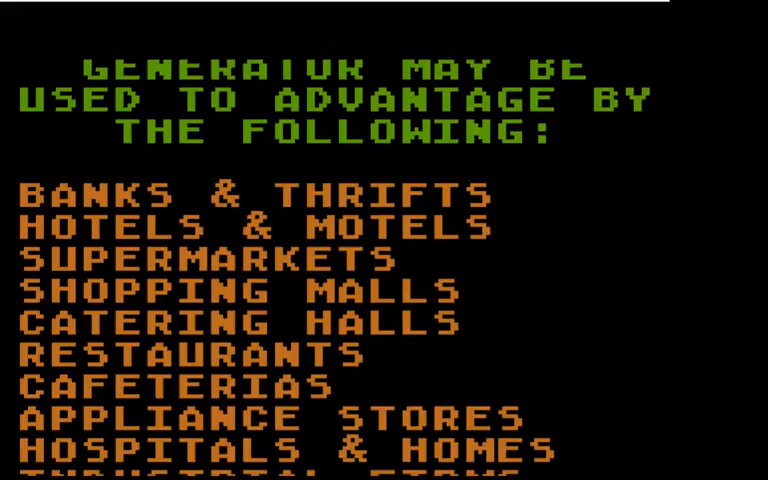 GENERATOR MAY BE
USED TO ADVANTAGE BY
THE FOLLOWING:
BANKS & THRIFTS
HOTELS & MOTELS
SUPERMARKETS
SHOPPING MALLS
CATERING HALLS
RESTAURANTS
CAFETERIAS
APPLIANCE STORES
HOSPITALS & HOMES